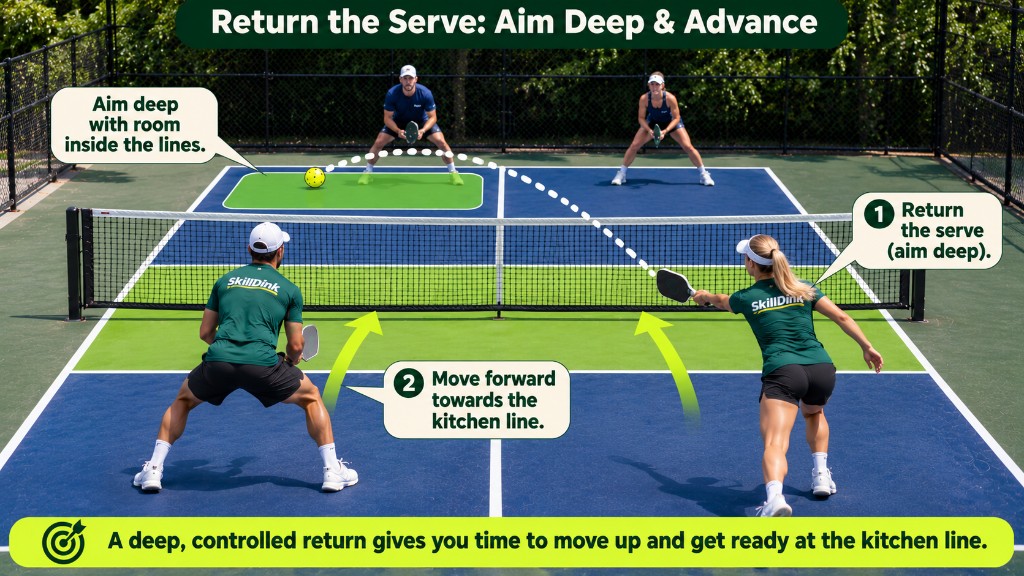 Return the Serve: Aim Deep & Advance
Aim deep
with room
inside the lines.
1 Return
the serve
(aim deep).
SkillDink
SkillDink
2 Move forward
towards the
kitchen line.
A deep, controlled return gives you time to move up and get ready at the kitchen line.